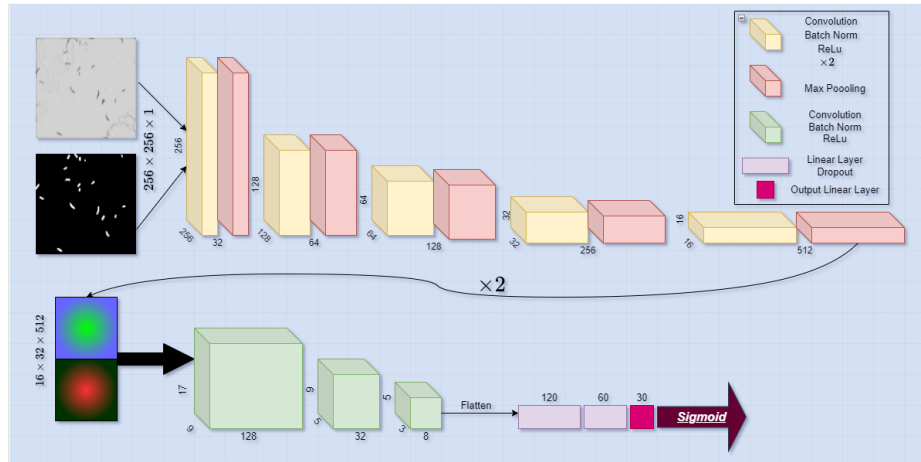 256 × 256 × 1
256
256
32
128
128
64
64
64
128
32
32
256
16
16
512
Convolution
Batch Norm
ReLu
×2
Max Poooling
Convolution
Batch Norm
ReLu
Linear Layer
Dropout
Output Linear Layer
×2
16 × 32 × 512
17
9
128
9
5
32
5
3
8
Flatten
120
60
30
Sigmoid